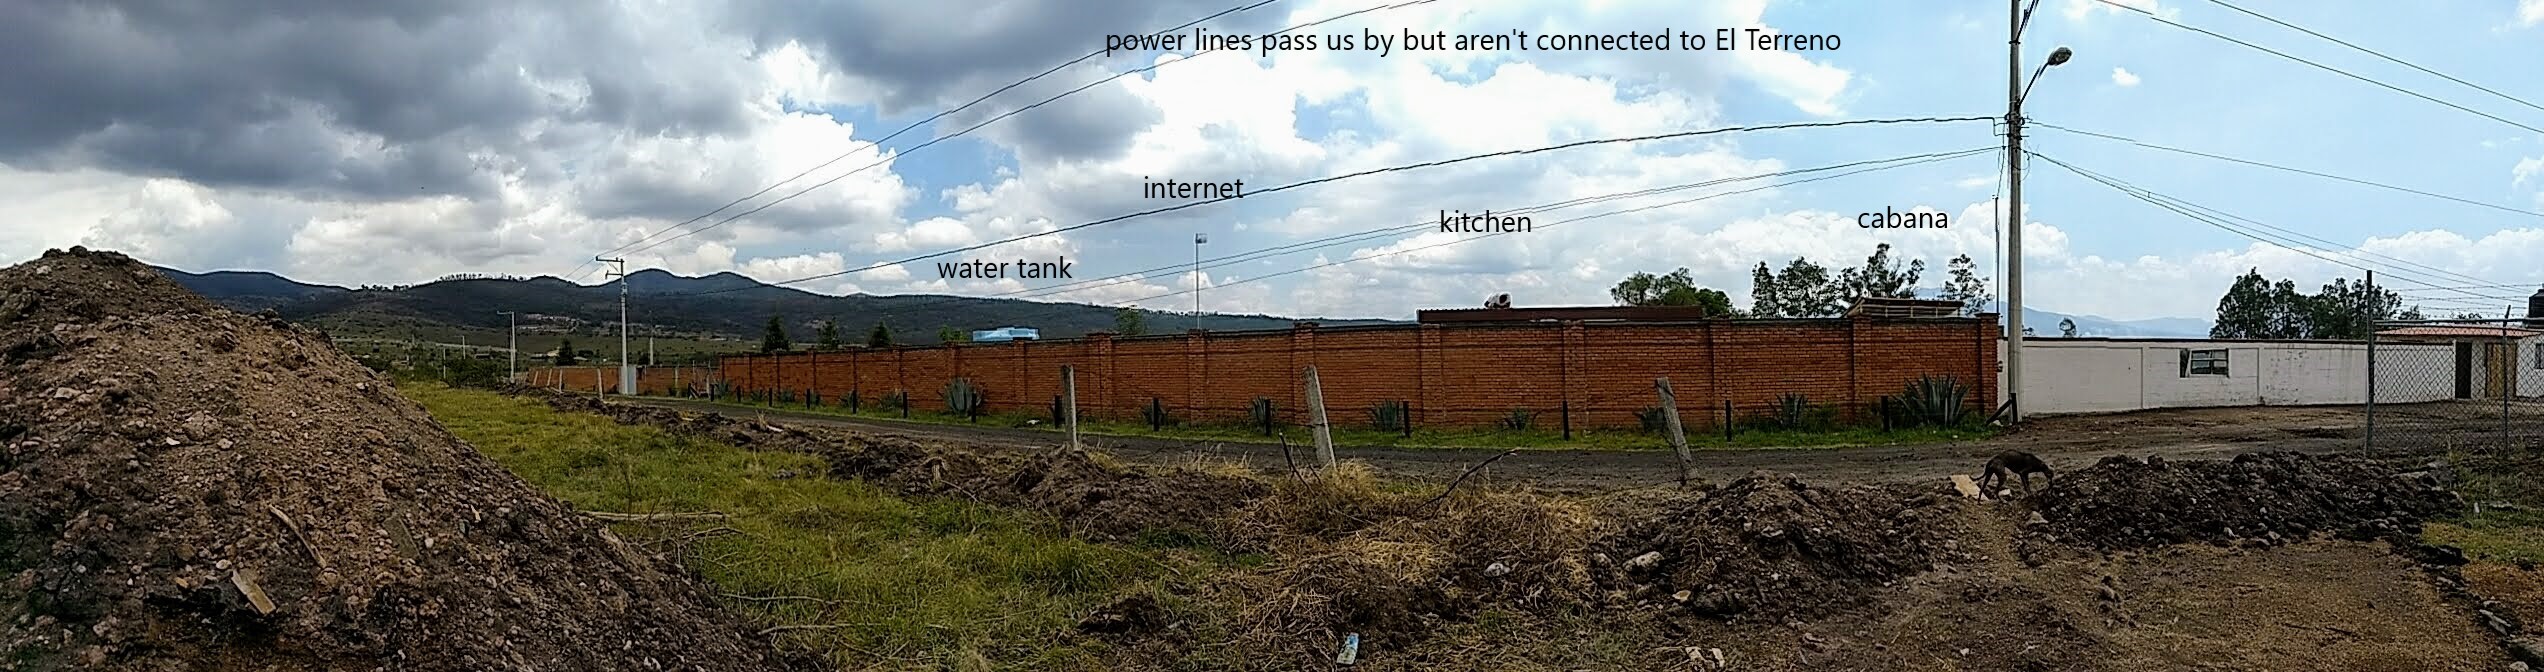 power lines pass us by but aren't connected to El Terreno
internet
kitchen
cabana
water tank